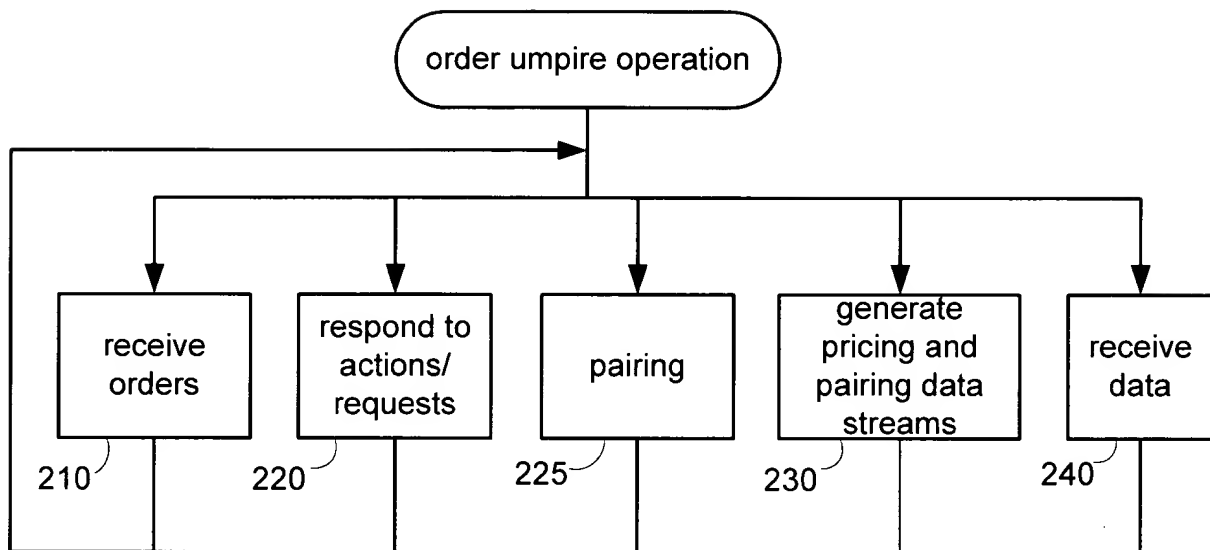 order umpire operation
receive
orders
respond to
actions/
requests
pairing
generate
pricing and
pairing data
streams
receive
data
210
220
225
230
240